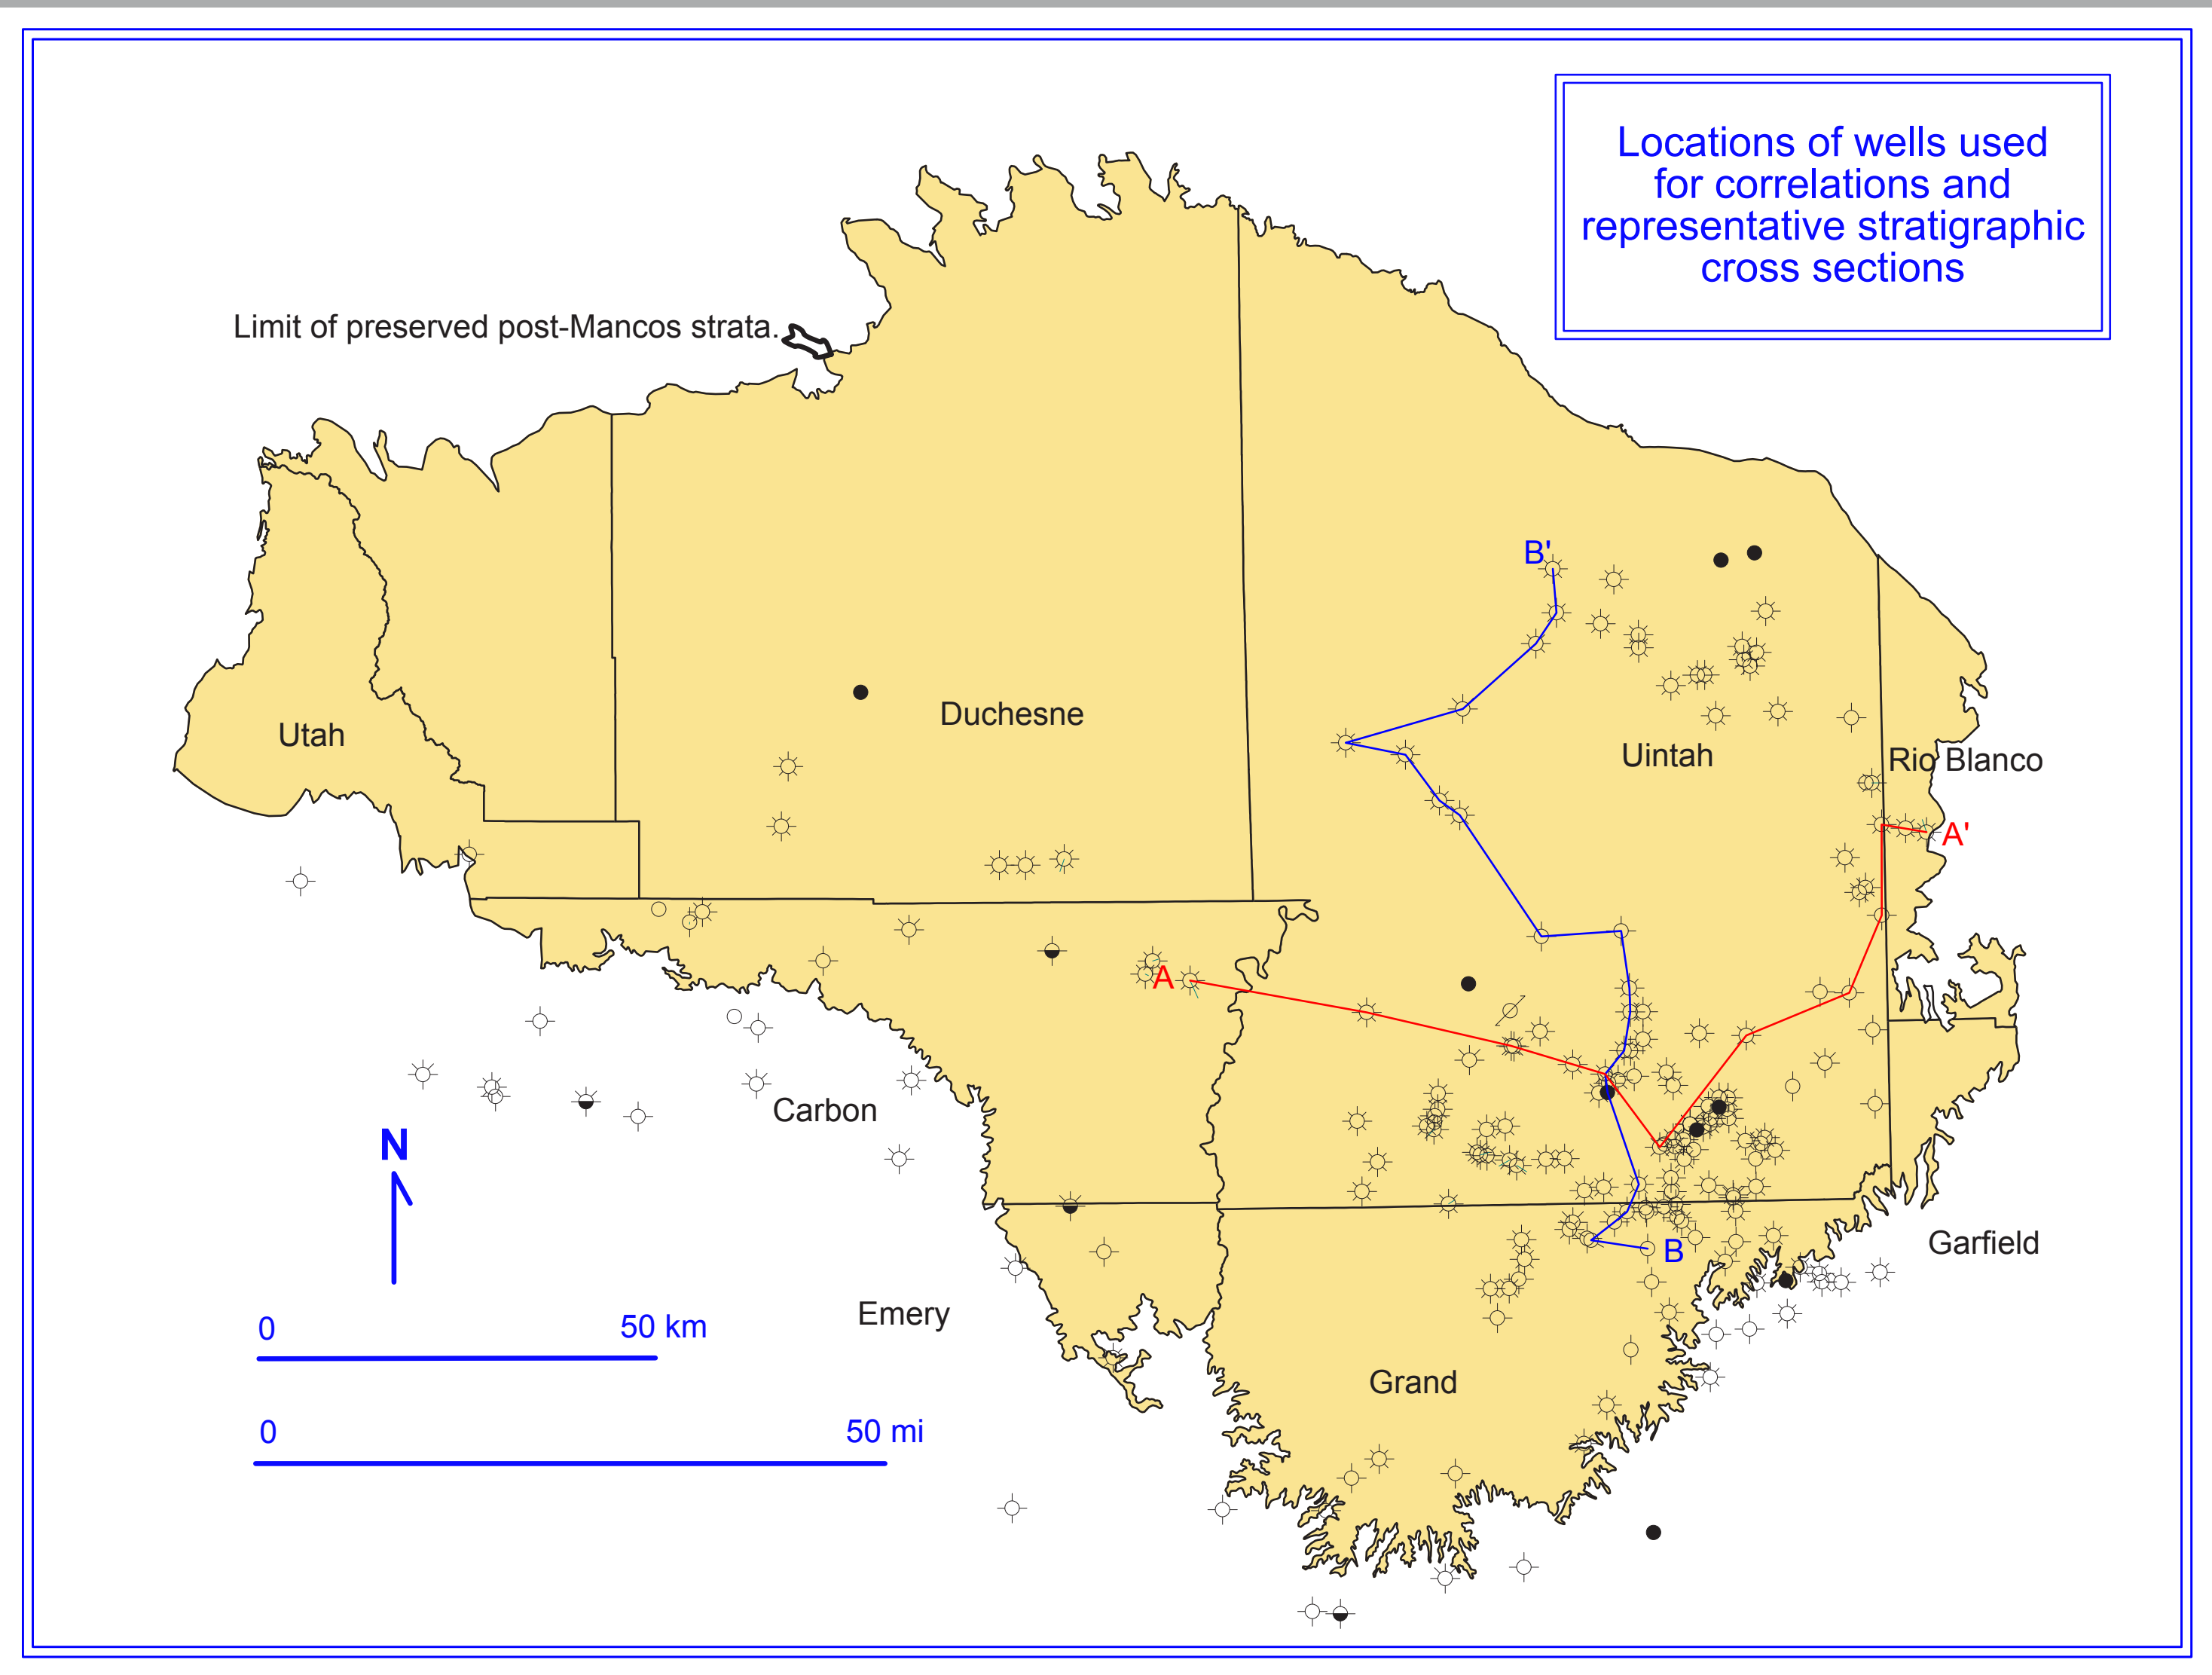 Locations of wells used
for correlations and
representative stratigraphic
cross sections
Limit of preserved post-Mancos strata.
B'
Duchesne
Utah
Uintah
Rio Blanco
A'
A
Carbon
N
B
Garfield
Emery
0
50 km
Grand
0
50 mi